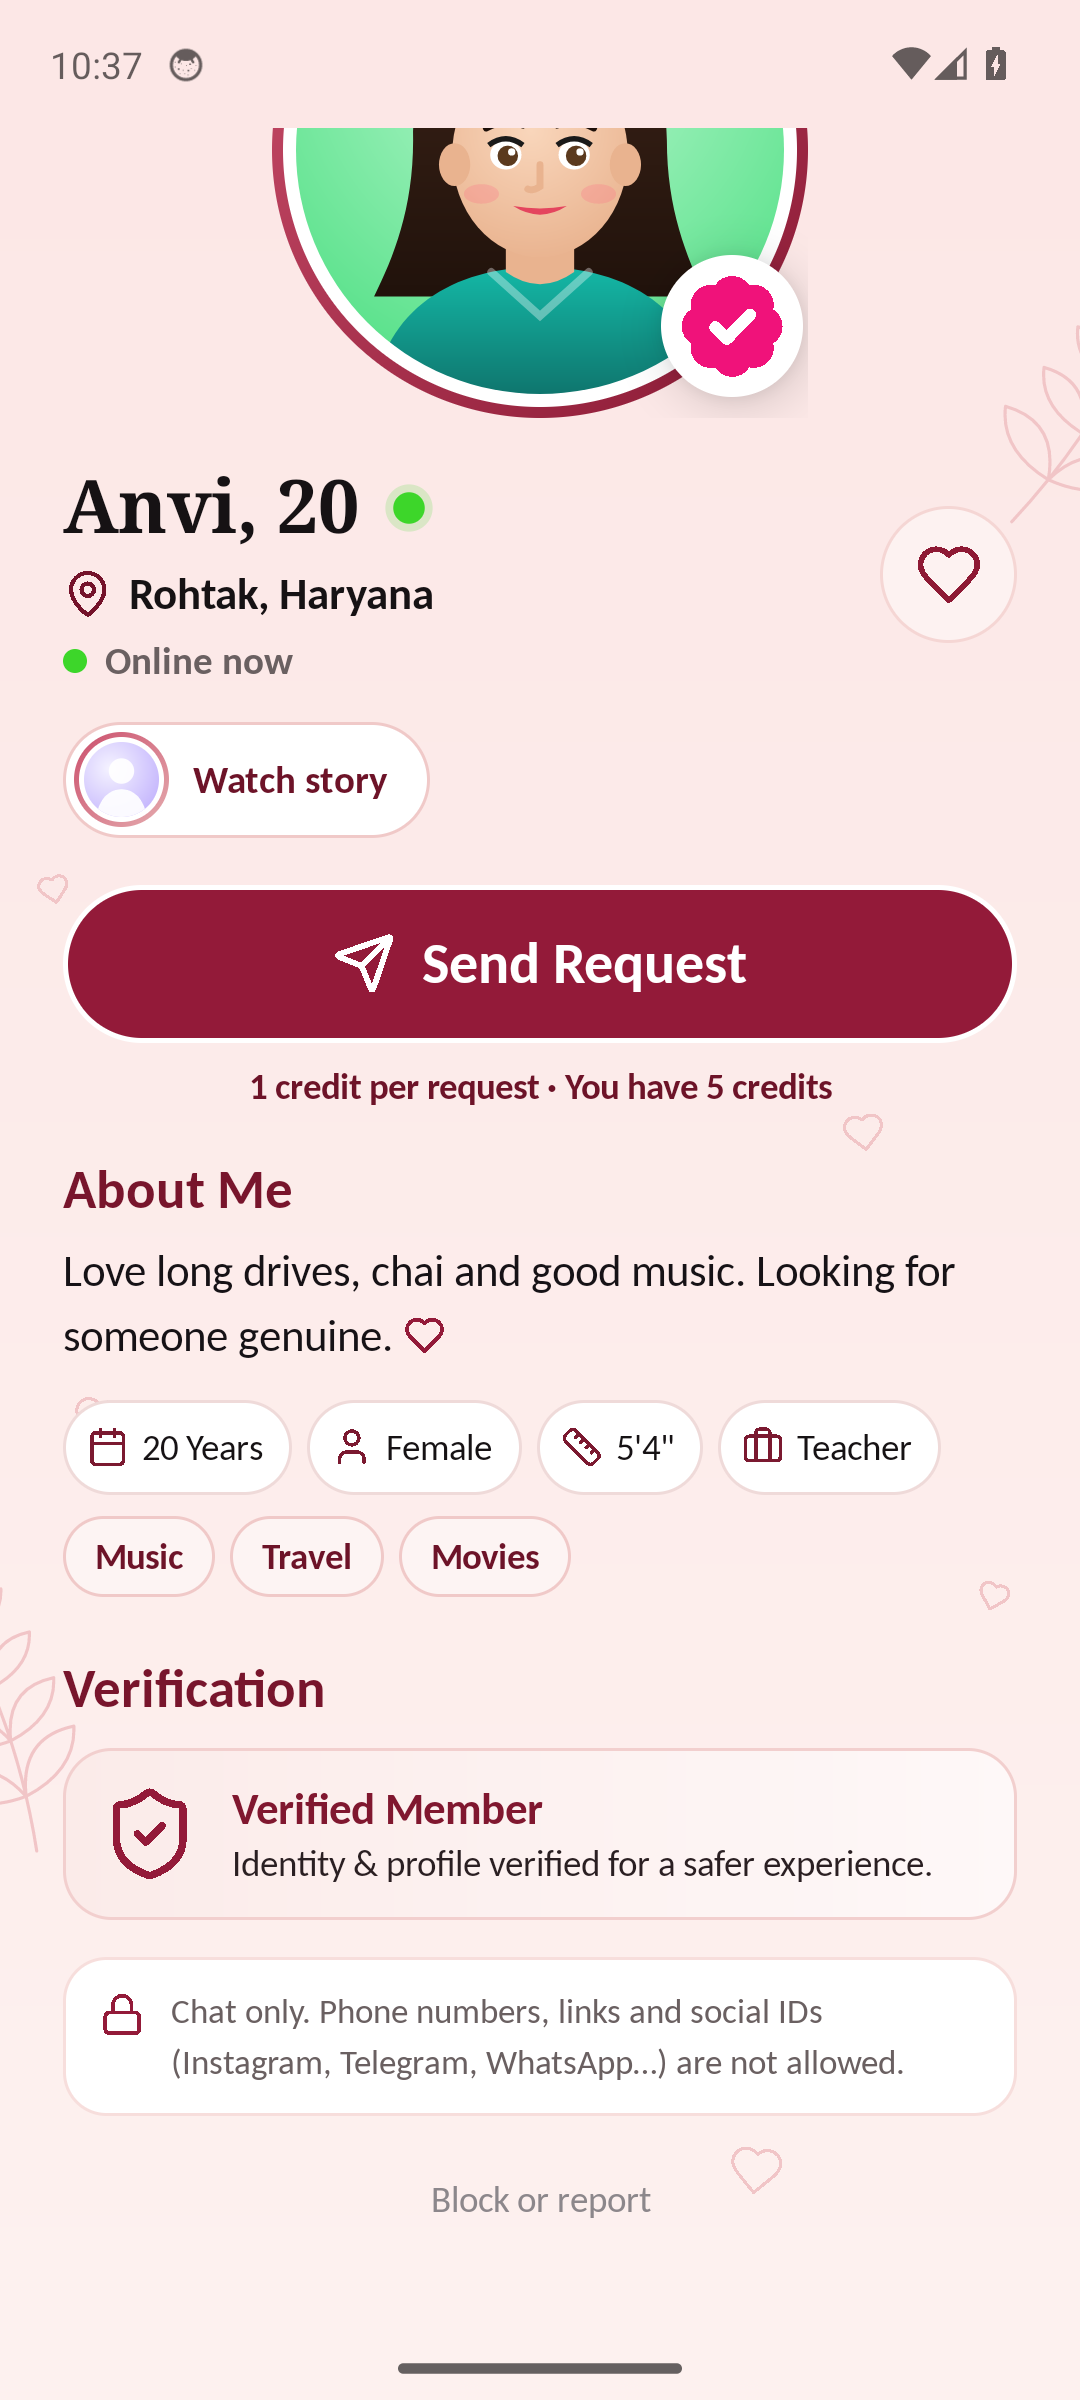 10:37
Anvi, 20
Rohtak, Haryana
Online now
Watch story
Send Request
1 credit per request · You have 5 credits
About Me
Love long drives, chai and good music. Looking for
someone genuine.
20 Years Female 5'4" Teacher
Music Travel Movies
Verification
Verified Member
Identity & profile verified for a safer experience.
Chat only. Phone numbers, links and social IDs
(Instagram, Telegram, WhatsApp...) are not allowed.
Block or report